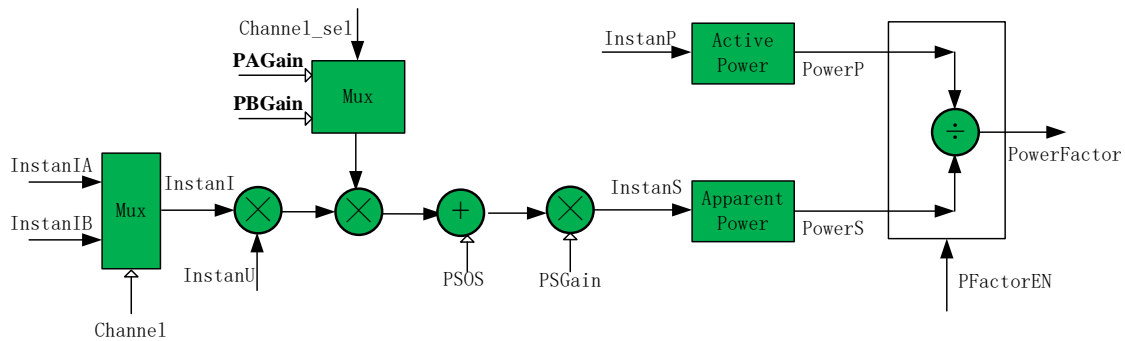 Channel_sel
PAGain
PBGain
Mux
InstanP
Active
Power
PowerP
÷
PowerFactor
InstanIA
InstanIB
Mux
InstanI
InstanU
Channel
+
PSOS
PSGain
InstanS
Apparent
Power
PowerS
PFactorEN